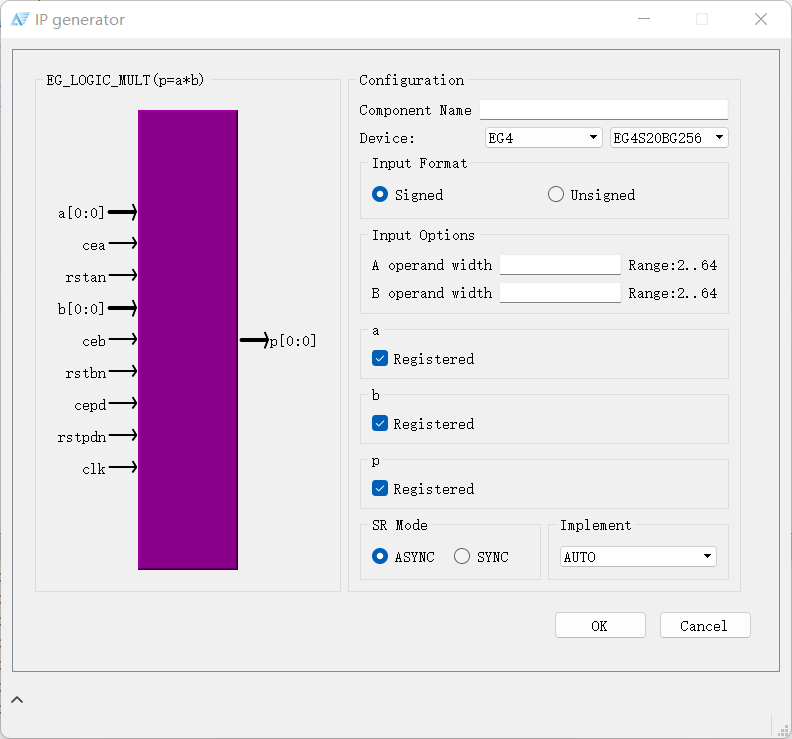 IP generator
EG_LOGIC_MULT(p=a*b)
a[0:0]
cea
rstan
b[0:0]
ceb
rstbn
cepd
rstpdn
clk
p[0:0]
Configuration
Component Name
Device: EG4 EG4S20BG256
Input Format
Signed Unsigned
Input Options
A operand width Range:2..64
B operand width Range:2..64
a
Registered
b
Registered
p
Registered
SR Mode
ASYNC SYNC
Implement
AUTO
OK Cancel